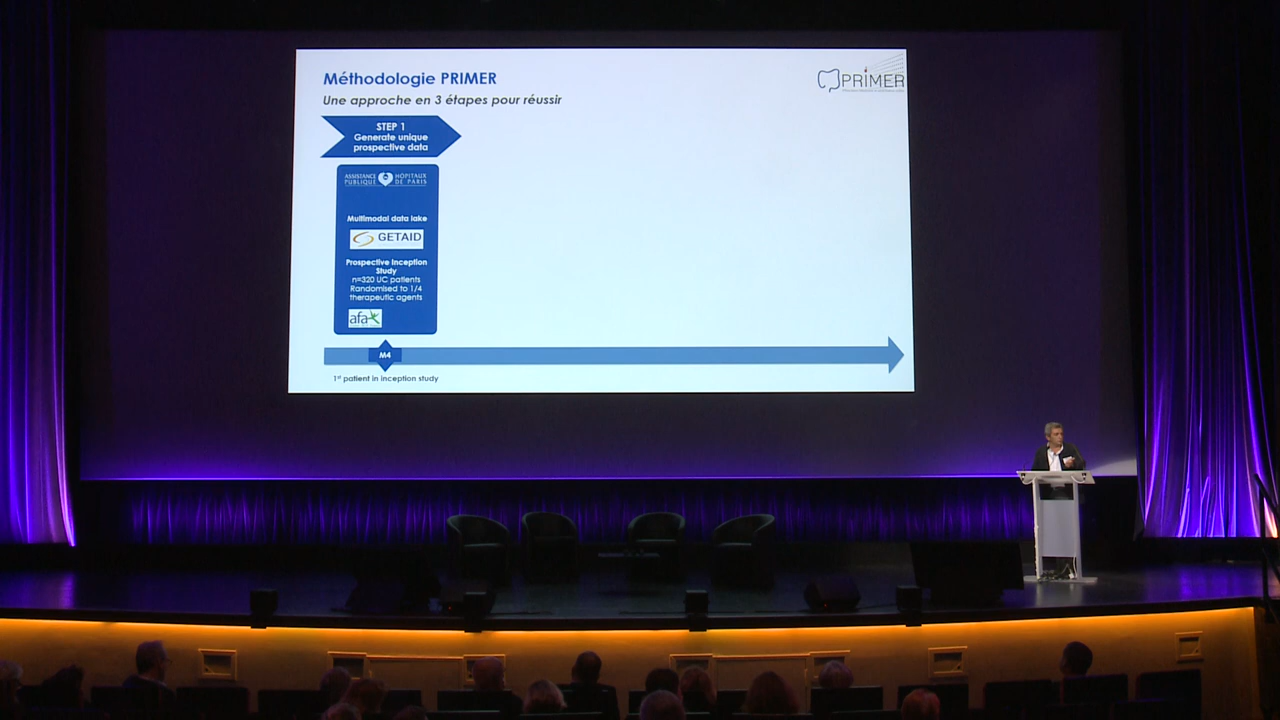 Méthodologie PRIMER
Une approche en 3 étapes pour réussir
PRIMER
STEP 1
Generate unique
prospective data
ASSISTANCE HÔPITAUX
PUBLIQUE DE PARIS
Multimodal data lake
GETAID
Prospective Inception
Study
n=320 UC patients
Randomised to 1/4
therapeutic agents
afa
M4
1st patient in inception study